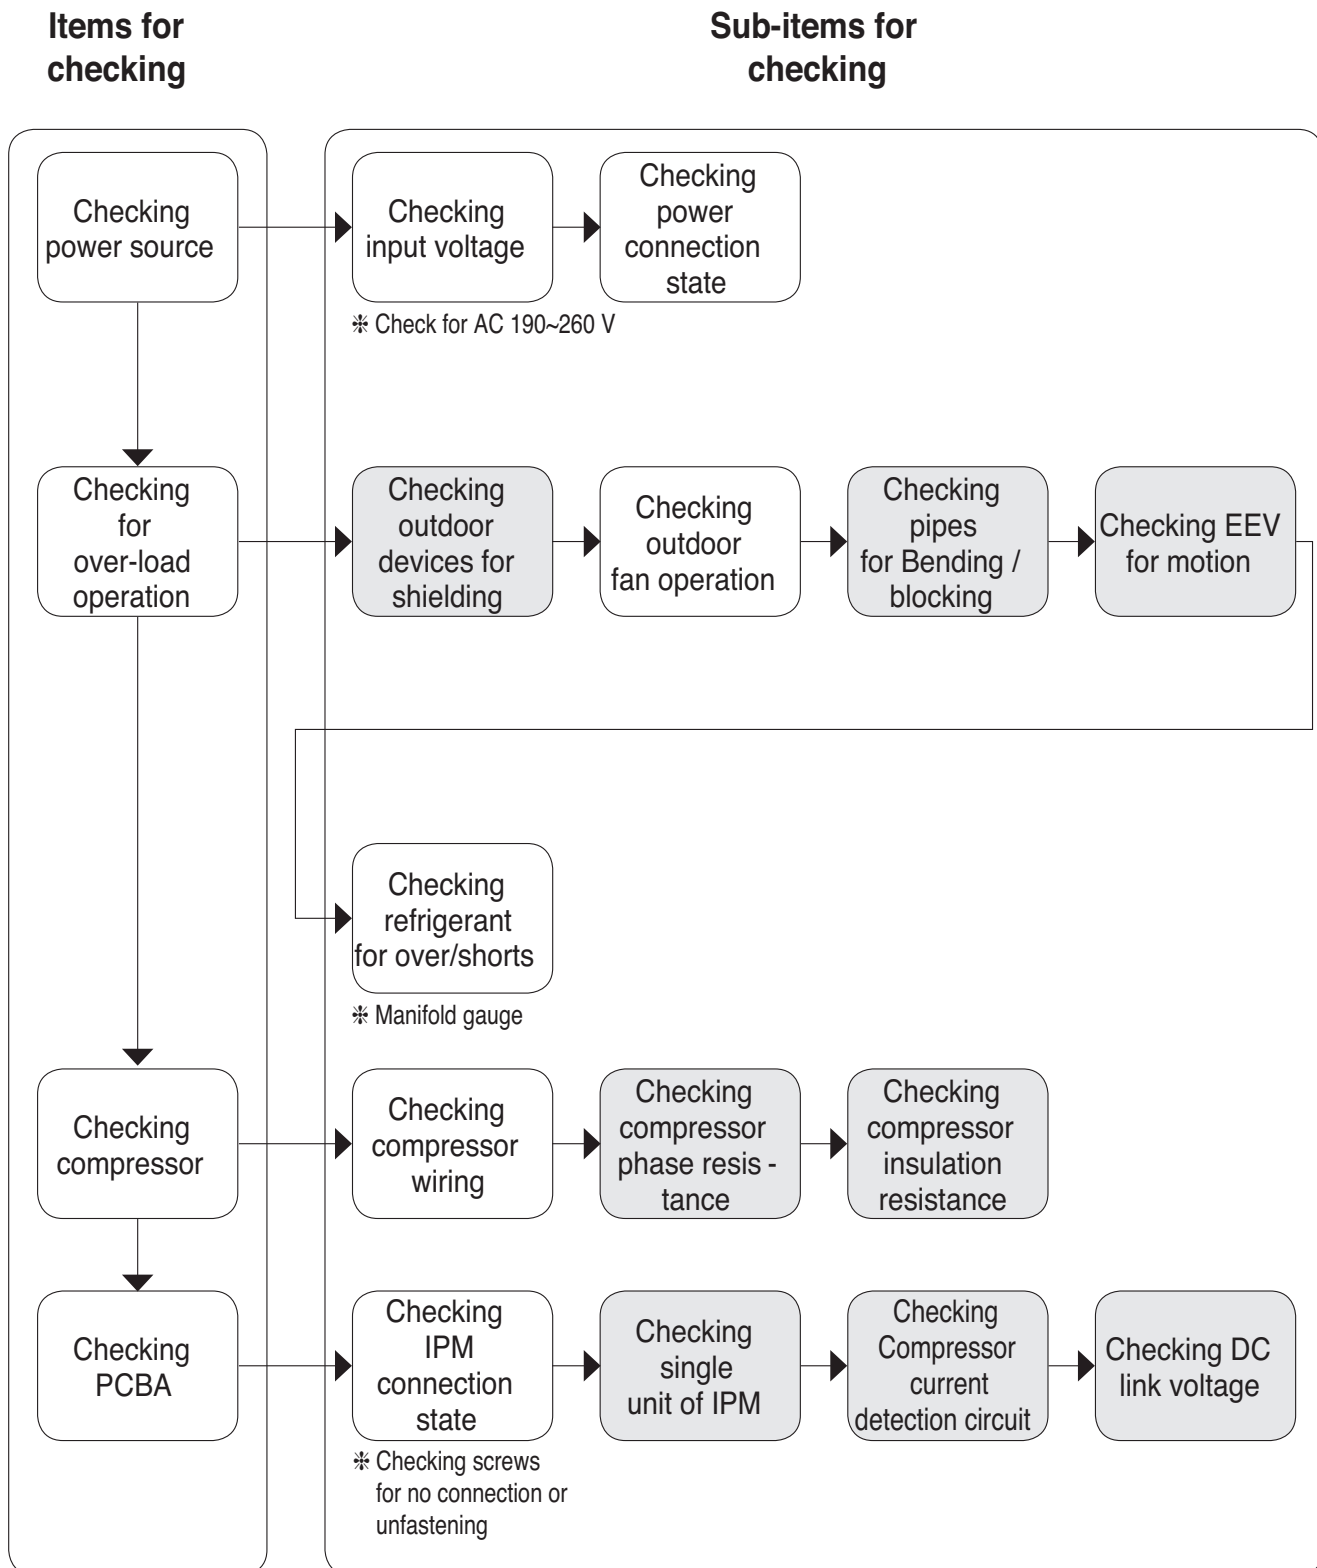 Items for
checking
Sub-items for
checking
Checking
power source
Checking
input voltage
Checking
power
connection
state
❈ Check for AC 190~260 V
Checking
for
over-load
operation
Checking
outdoor
devices for
shielding
Checking
outdoor
fan operation
Checking
pipes
for Bending /
blocking
Checking EEV
for motion
Checking
refrigerant
for over/shorts
❈ Manifold gauge
Checking
compressor
Checking
compressor
wiring
Checking
compressor
phase resis -
tance
Checking
compressor
insulation
resistance
Checking
PCBA
Checking
IPM
connection
state
Checking
single
unit of IPM
Checking
Compressor
current
detection circuit
Checking DC
link voltage
❈ Checking screws
for no connection or
unfastening